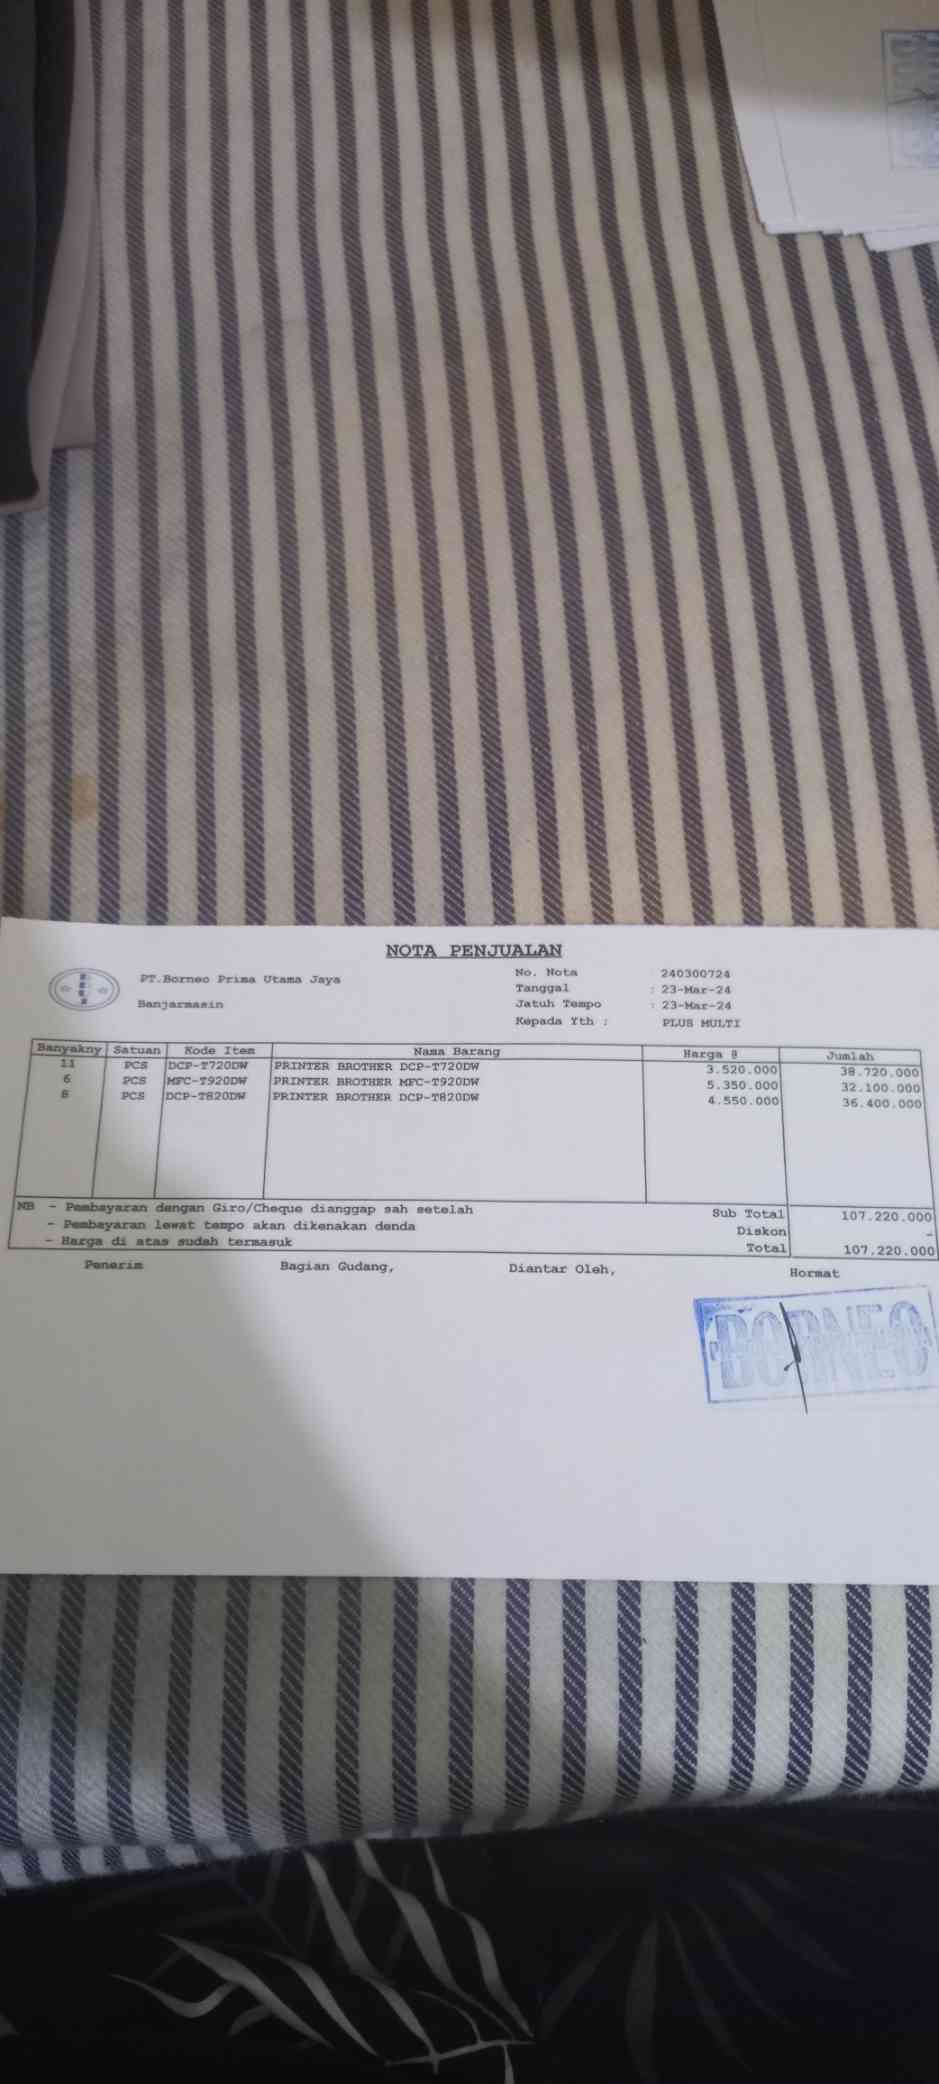 NOTA PENJUALAN
PT.Borneo Prima Utama Jaya
Banjarmasin
No. Nota 240300724
Tanggal : 23-Mar-24
Jatuh Tempo : 23-Mar-24
Kepada Yth : PLUS MULTI
Banyakny Satuan Kode Item Nama Barang Harga @ Jumlah
11 PCS DCP-T720DW PRINTER BROTHER DCP-T720DW 3.520.000 38.720.000
6 PCS MFC-T920DW PRINTER BROTHER MFC-T920DW 5.350.000 32.100.000
8 PCS DCP-T820DW PRINTER BROTHER DCP-T820DW 4.550.000 36.400.000
NB - Pembayaran dengan Giro/Cheque dianggap sah setelah
- Pembayaran lewat tempo akan dikenakan denda
- Harga di atas sudah termasuk
Sub Total 107.220.000
Diskon -
Total 107.220.000
Penerim Bagian Gudang, Diantar Oleh, Hormat
BORNEO